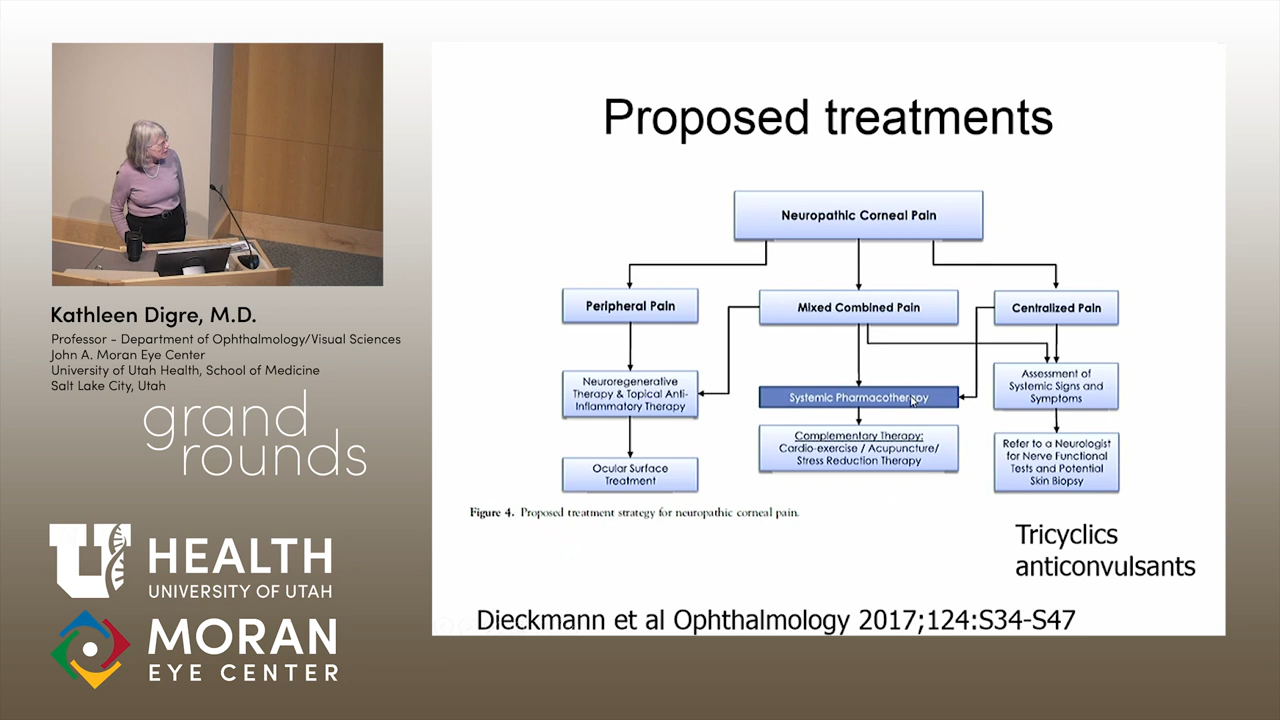 Proposed treatments
Neuropathic Corneal Pain
Peripheral Pain
Mixed Combined Pain
Centralized Pain
Neuroregenerative
Therapy & Topical Anti-
Inflammatory Therapy
Systemic Pharmacotherapy
Assessment of
Systemic Signs and
Symptoms
Ocular Surface
Treatment
Complementary Therapy:
Cardio-exercise / Acupuncture/
Stress Reduction Therapy
Refer to a Neurologist
for Nerve Functional
Tests and Potential
Skin Biopsy
Figure 4. Proposed treatment strategy for neuropathic corneal pain.
Tricyclics
anticonvulsants
Dieckmann et al Ophthalmology 2017;124:S34-S47
Kathleen Digre, M.D.
Professor - Department of Ophthalmology/Visual Sciences
John A. Moran Eye Center
University of Utah Health, School of Medicine
Salt Lake City, Utah
grand
rounds
U HEALTH
UNIVERSITY OF UTAH
MORAN
EYE CENTER